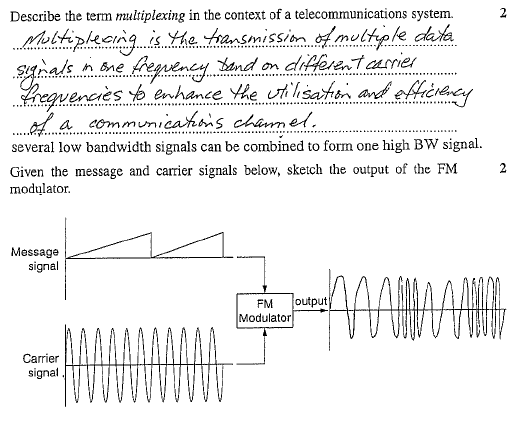 Describe the term multiplexing in the context of a telecommunications system. 2
Multiplexing is the transmission of multiple data
signals in one frequency band on different carrier
frequencies to enhance the utilisation and efficiency
of a communications channel.
several low bandwidth signals can be combined to form one high BW signal.
Given the message and carrier signals below, sketch the output of the FM 2
modulator.
Message
signal
FM
Modulator
output
Carrier
signal